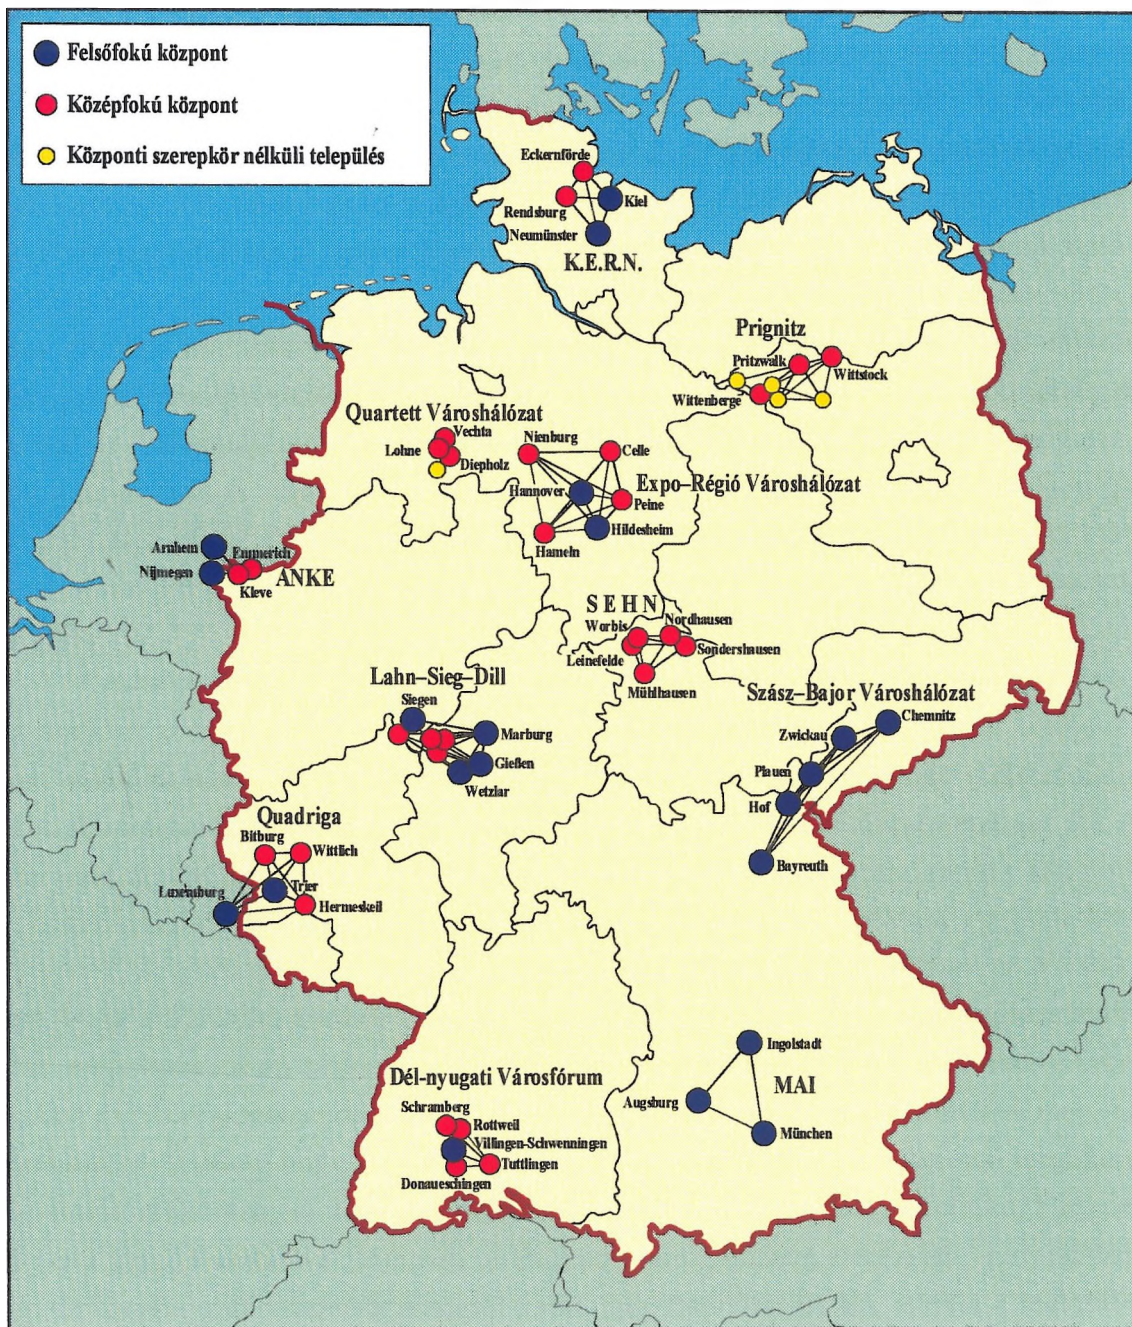 Felsőfokú központ
Középfokú központ
Központi szerepkör nélküli település
Eckernförde
Kiel
Rendsburg
Neumünster
K.E.R.N.
Prignitz
Pritzwalk
Wittstock
Wittenberge
Quartett Városhálózat
Vechta
Lohne
Diepholz
Nienburg
Celle
Hannover
Expo–Régió Városhálózat
Peine
Hildesheim
Hameln
Arnhem
Emmerich
Nijmegen
ANKE
Kleve
S E H N
Nordhausen
Worbis
Sondershausen
Leinefelde
Mühlhausen
Lahn–Sieg–Dill
Siegen
Marburg
Gießen
Wetzlar
Szász–Bajor Városhálózat
Chemnitz
Zwickau
Plauen
Hof
Bayreuth
Quadriga
Bitburg
Wittlich
Luxemburg
Trier
Hermeskeil
Ingolstadt
MAI
Augsburg
München
Dél-nyugati Városfórum
Schramberg
Rottweil
Villingen-Schwenningen
Tuttlingen
Donaueschingen